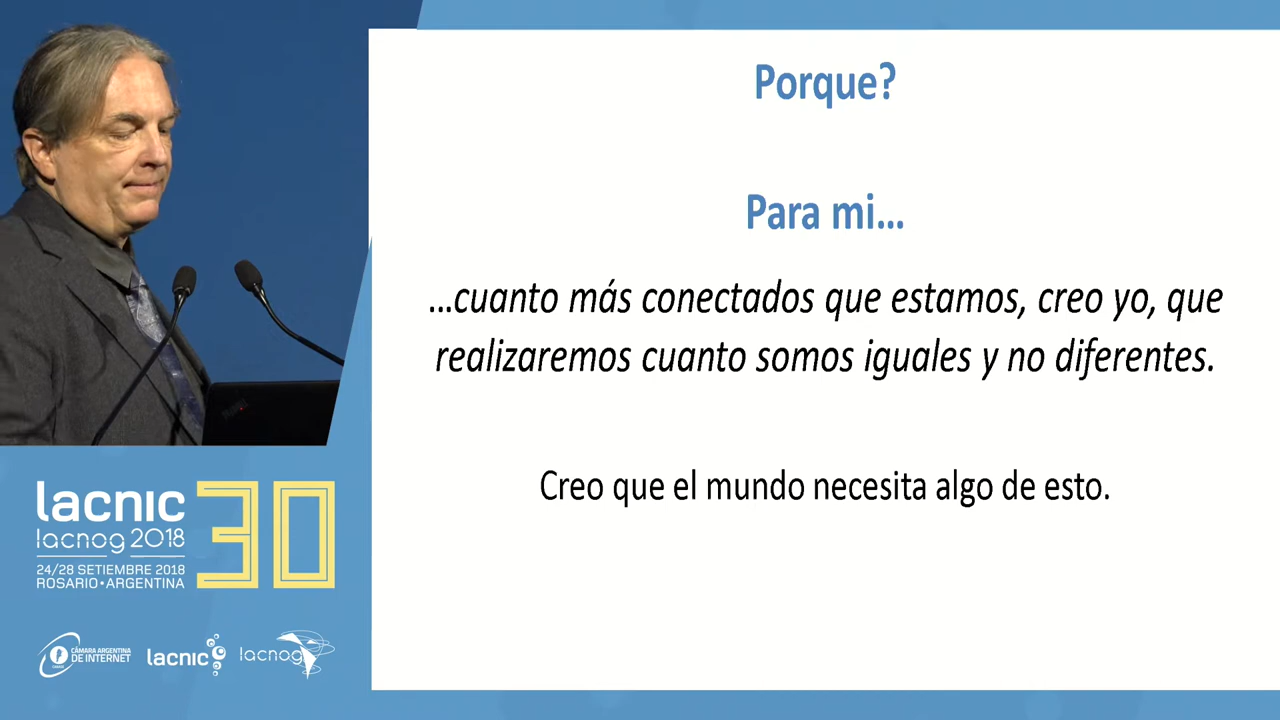 Porque?
Para mi...
...cuanto más conectados que estamos, creo yo, que
realizaremos cuanto somos iguales y no diferentes.
Creo que el mundo necesita algo de esto.
lacnic 30
lacnog 2018
24/28 SETIEMBRE 2018
ROSARIO•ARGENTINA
CÁMARA ARGENTINA
DE INTERNET
lacnic
lacnog